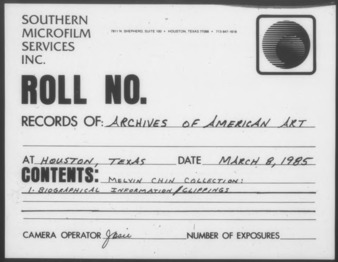 SOUTHERN
MICROFILM
SERVICES
INC.
ROLL NO.
RECORDS OF: ARCHIVES OF AMERICAN ART
AT HOUSTON, TEXAS DATE MARCH 8, 1985
CONTENTS: MELVIN CHIN COLLECTION:
1. BIOGRAPHICAL INFORMATION/CLIPPINGS
CAMERA OPERATOR NUMBER OF EXPOSURES